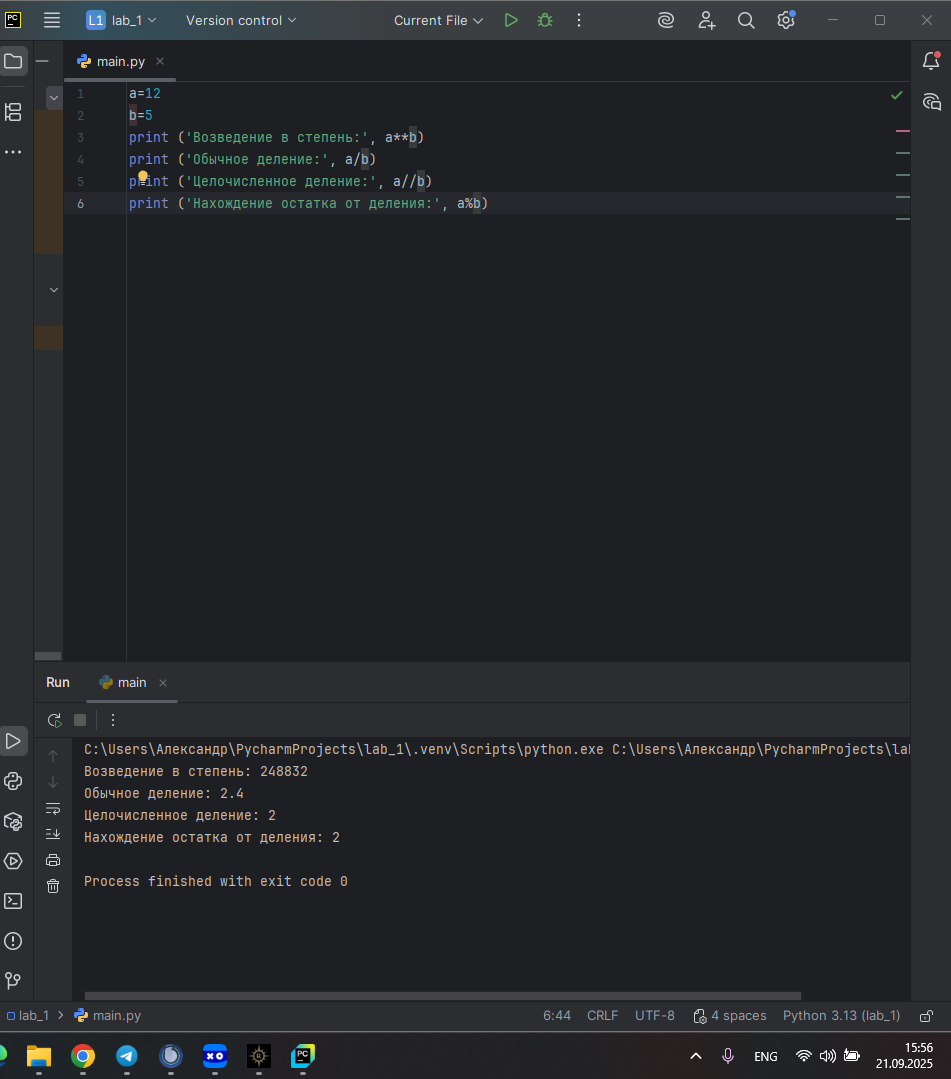 PC
L1 lab_1 Version control Current File
main.py
1 a=12
2 b=5
3 print ('Возведение в степень:', a**b)
4 print ('Обычное деление:', a/b)
5 print ('Целочисленное деление:', a//b)
6 print ('Нахождение остатка от деления:', a%b)
Run main
C:\Users\Александр\PycharmProjects\lab_1\.venv\Scripts\python.exe C:\Users\Александр\PycharmProjects\la
Возведение в степень: 248832
Обычное деление: 2.4
Целочисленное деление: 2
Нахождение остатка от деления: 2
Process finished with exit code 0
lab_1 > main.py 6:44 CRLF UTF-8 4 spaces Python 3.13 (lab_1)
PC ENG 15:56
21.09.2025